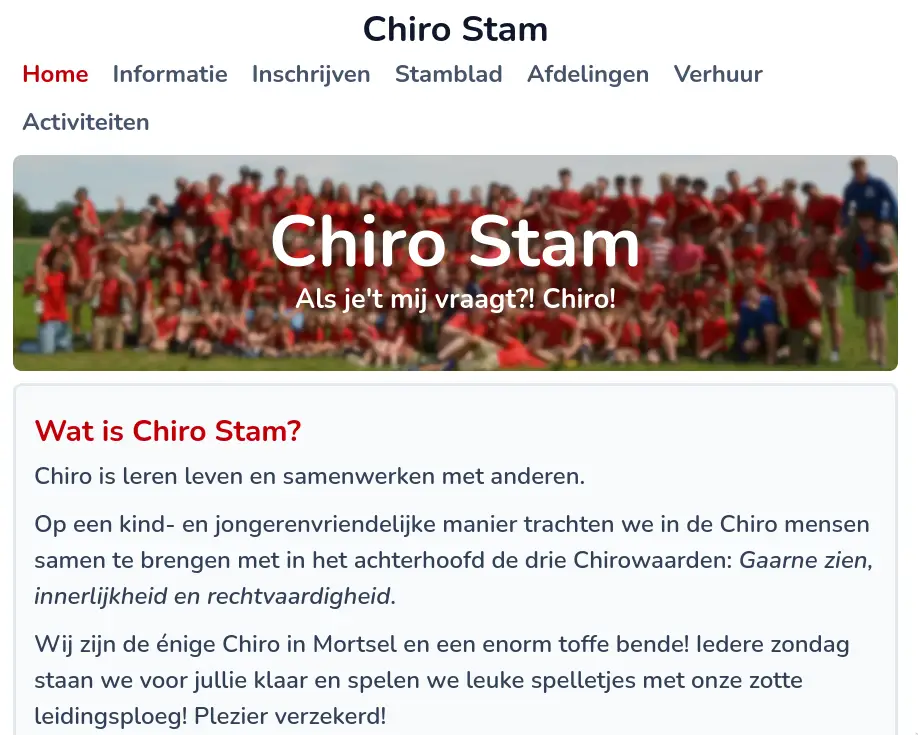 Chiro Stam
Home Informatie Inschrijven Stamblad Afdelingen Verhuur
Activiteiten
Chiro Stam
Als je't mij vraagt?! Chiro!
Wat is Chiro Stam?
Chiro is leren leven en samenwerken met anderen.
Op een kind- en jongerenvriendelijke manier trachten we in de Chiro mensen
samen te brengen met in het achterhoofd de drie Chirowaarden: Gaarne zien,
innerlijkheid en rechtvaardigheid.
Wij zijn de énige Chiro in Mortsel en een enorm toffe bende! Iedere zondag
staan we voor jullie klaar en spelen we leuke spelletjes met onze zotte
leidingsploeg! Plezier verzekerd!